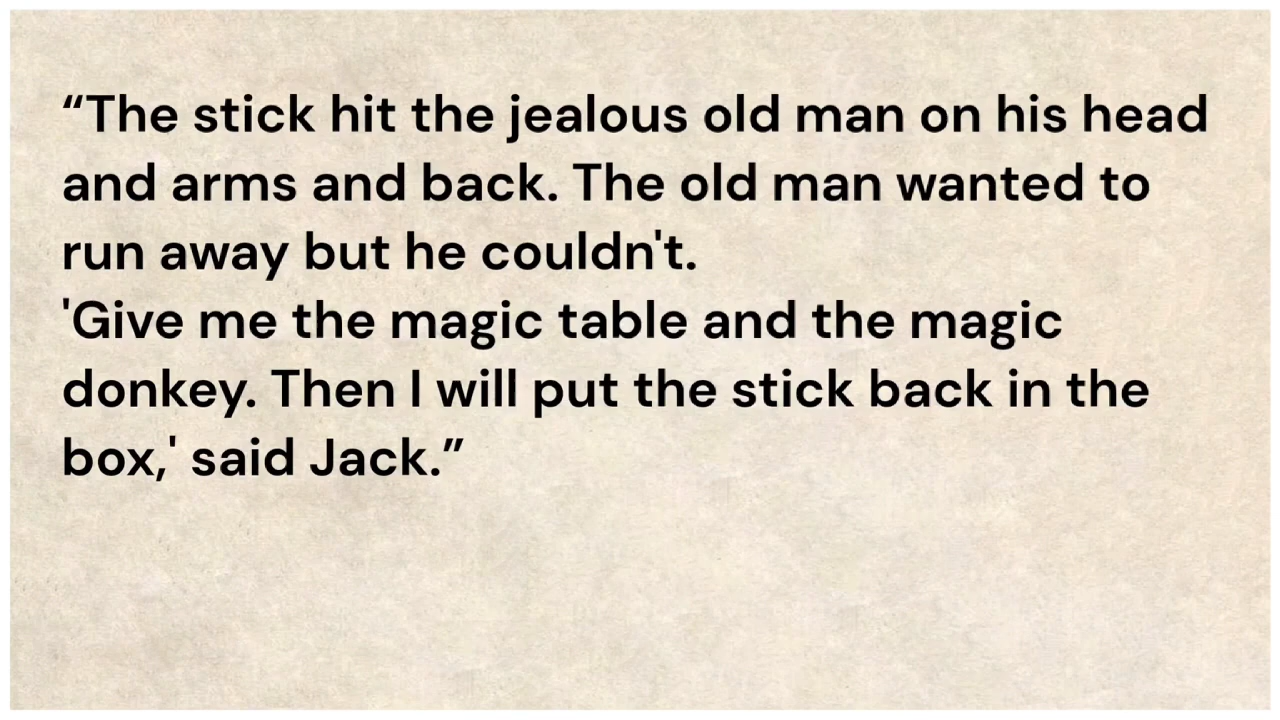 “The stick hit the jealous old man on his head
and arms and back. The old man wanted to
run away but he couldn't.
'Give me the magic table and the magic
donkey. Then I will put the stick back in the
box,' said Jack.”